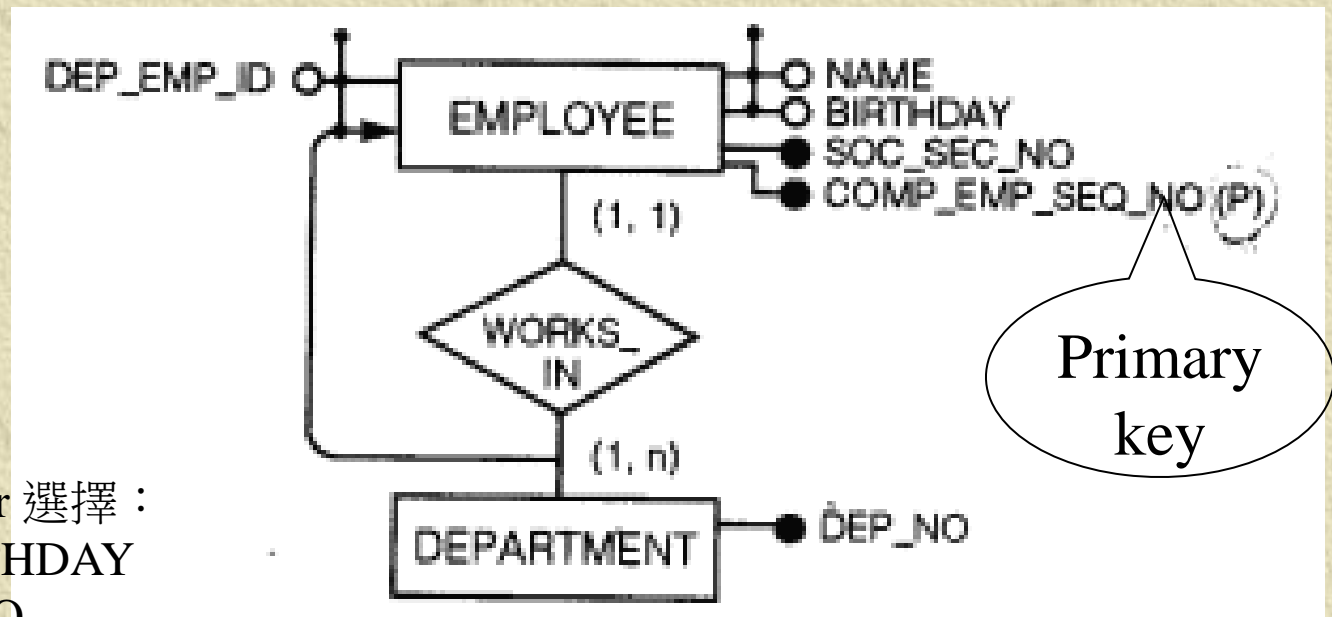 DEP_EMP_ID
EMPLOYEE
NAME
BIRTHDAY
SOC_SEC_NO
COMP_EMP_SEQ_NO (P)
(1, 1)
WORKS_
IN
Primary
key
(1, n)
r 選擇：
HDAY
DEPARTMENT
DEP_NO